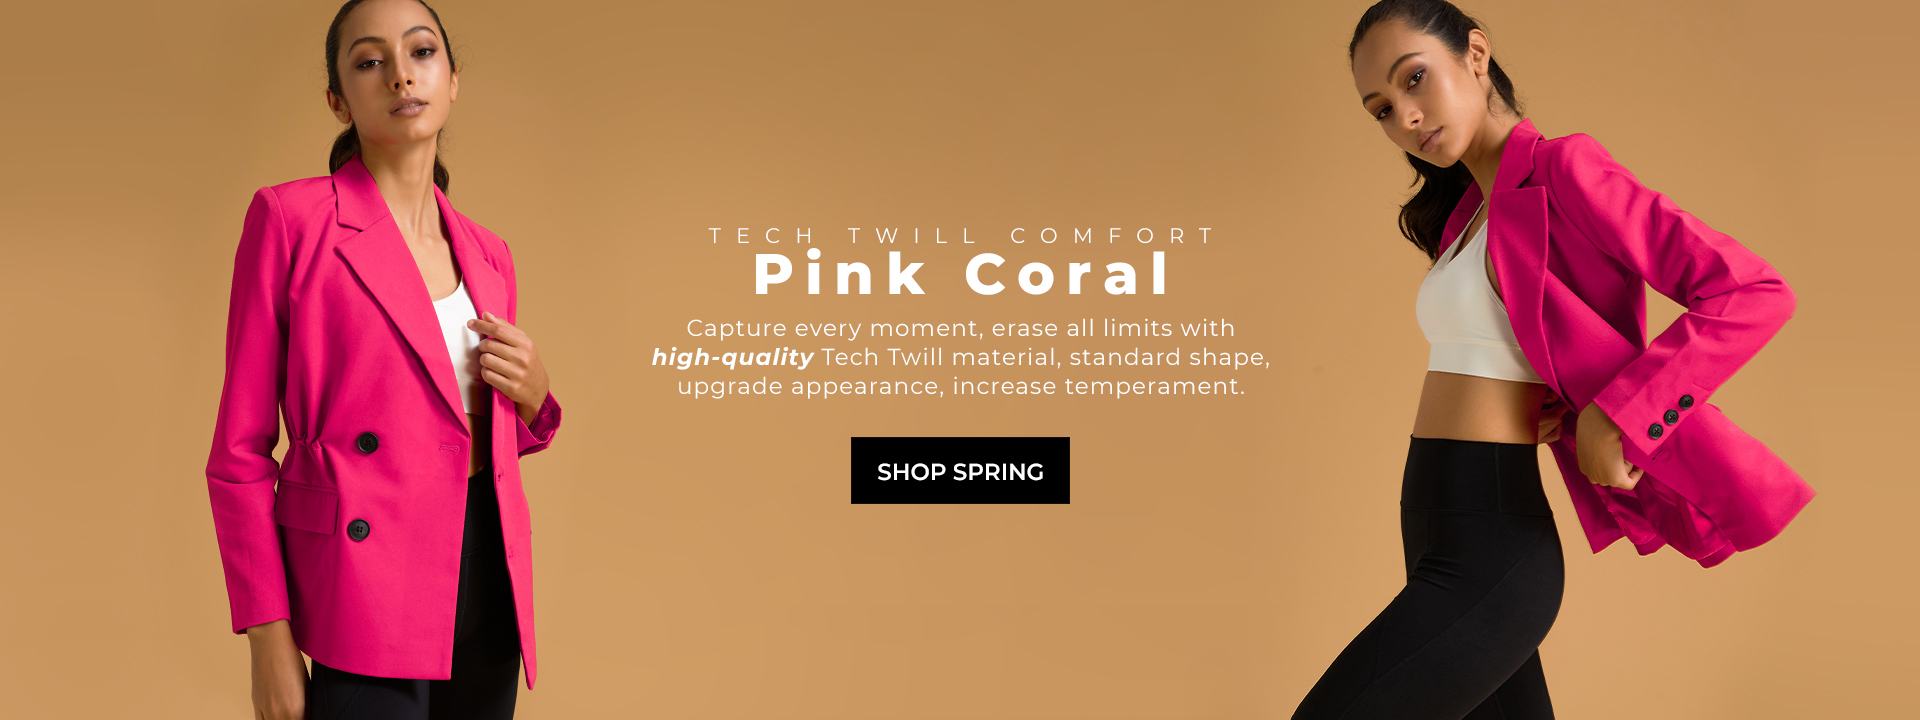 TECH TWILL COMFORT
Pink Coral
Capture every moment, erase all limits with
high-quality Tech Twill material, standard shape,
upgrade appearance, increase temperament.
SHOP SPRING